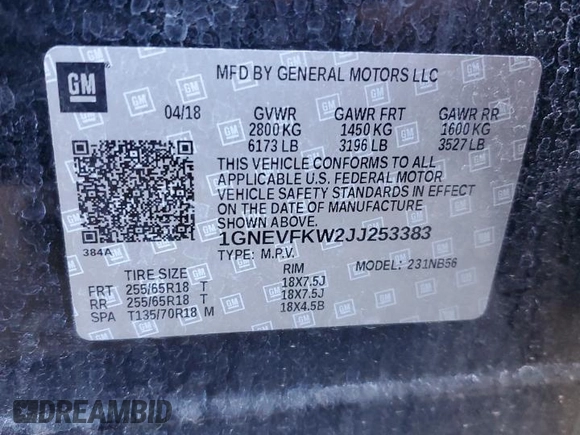 GM
MFD BY GENERAL MOTORS LLC
04/18 GVWR GAWR FRT GAWR RR
2800 KG 1450 KG 1600 KG
6173 LB 3196 LB 3527 LB
THIS VEHICLE CONFORMS TO ALL
APPLICABLE U.S. FEDERAL MOTOR
VEHICLE SAFETY STANDARDS IN EFFECT
ON THE DATE OF MANUFACTURE
SHOWN ABOVE.
384A
1GNEVFKW2JJ253383
TYPE: M.P.V. MODEL: 231NB56
TIRE SIZE RIM
FRT 255/65R18 T 18X7.5J
RR 255/65R18 T 18X7.5J
SPA T135/70R18 M 18X4.5B
DREAMBID